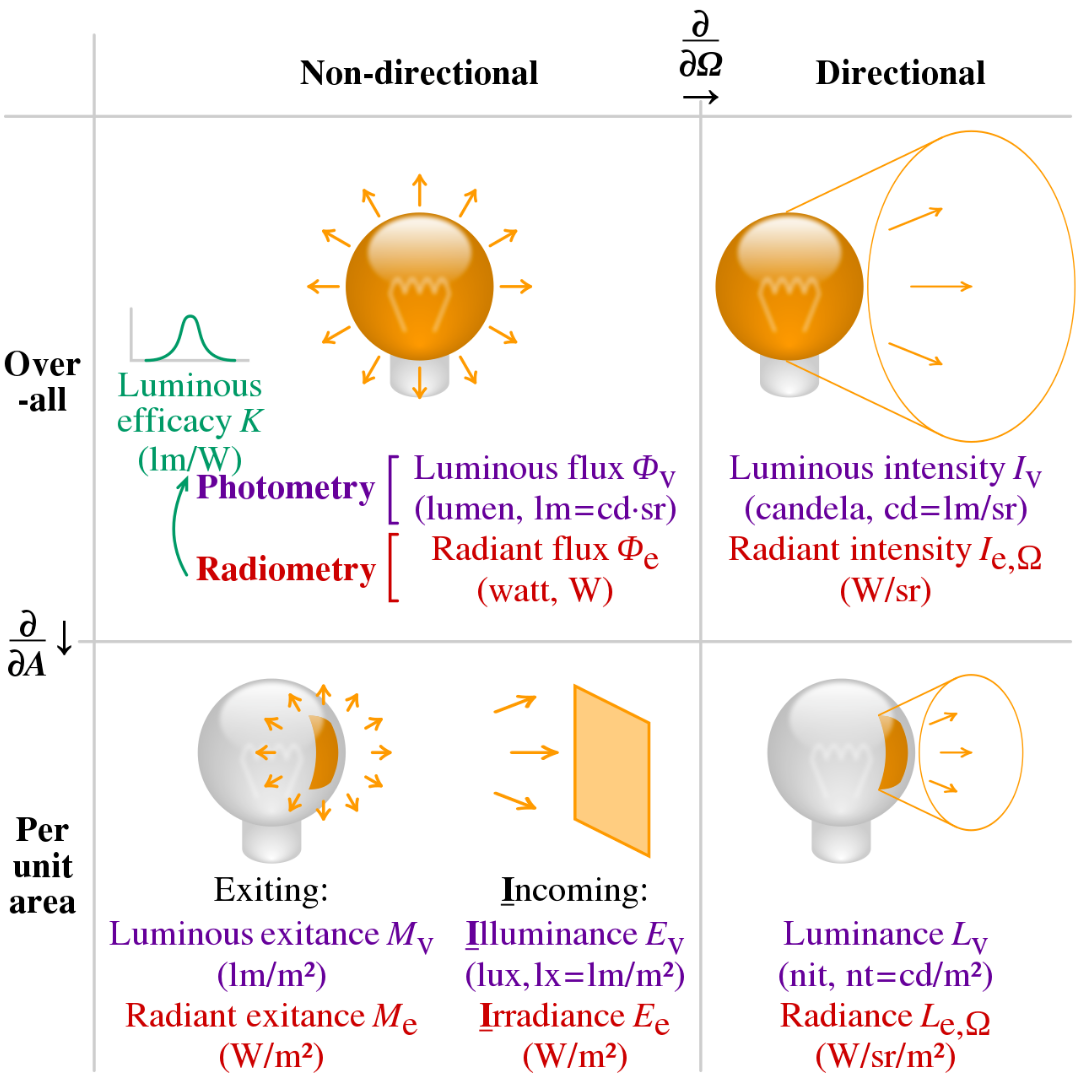 Non-directional
∂
∂Ω
→
Directional
Over
-all
Luminous
efficacy K
(lm/W)
Photometry
Luminous flux Φv
(lumen, lm=cd·sr)
Radiometry
Radiant flux Φe
(watt, W)
Luminous intensity Iv
(candela, cd=lm/sr)
Radiant intensity Ie,Ω
(W/sr)
∂
∂A
↓
Per
unit
area
Exiting:
Luminous exitance Mv
(lm/m²)
Radiant exitance Me
(W/m²)
Incoming:
Illuminance Ev
(lux, lx=lm/m²)
Irradiance Ee
(W/m²)
Luminance Lv
(nit, nt=cd/m²)
Radiance Le,Ω
(W/sr/m²)